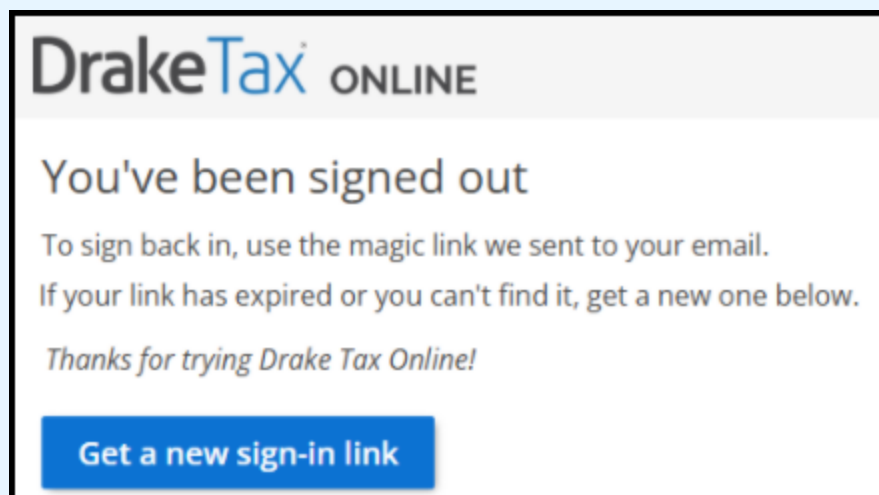 DrakeTax ONLINE
You've been signed out
To sign back in, use the magic link we sent to your email.
If your link has expired or you can't find it, get a new one below.
Thanks for trying Drake Tax Online!
Get a new sign-in link